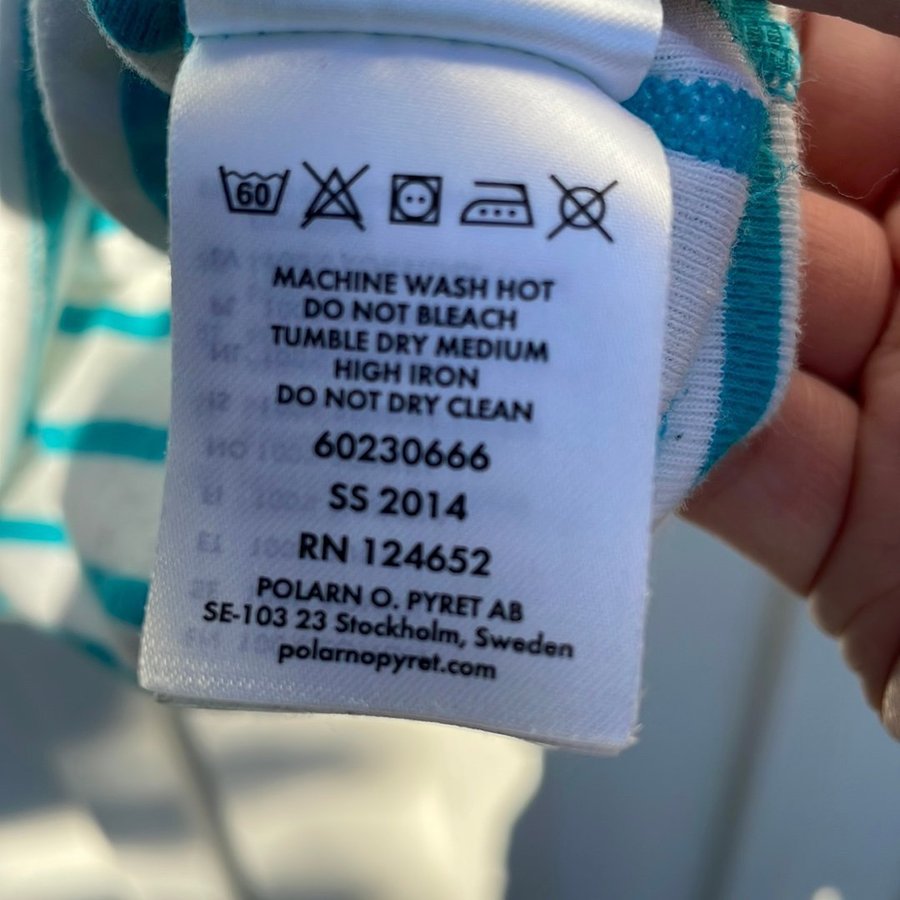 60
MACHINE WASH HOT
DO NOT BLEACH
TUMBLE DRY MEDIUM
HIGH IRON
DO NOT DRY CLEAN
60230666
SS 2014
RN 124652
POLARN O. PYRET AB
SE-103 23 Stockholm, Sweden
polarnopyret.com